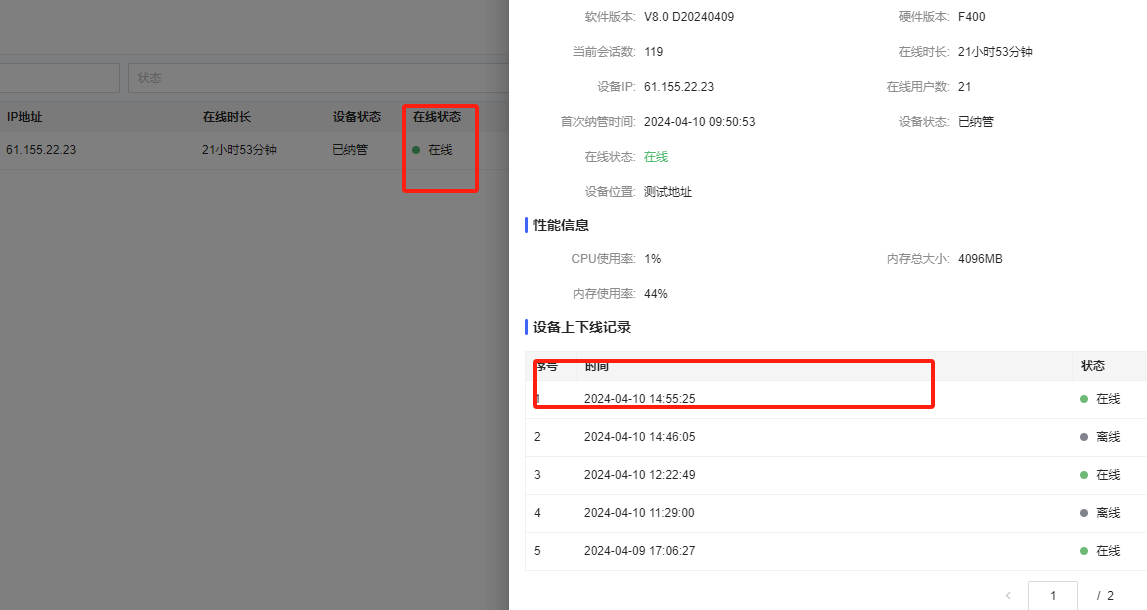 状态
IP地址 在线时长 设备状态 在线状态
61.155.22.23 21小时53分钟 已纳管 在线
软件版本: V8.0 D20240409 硬件版本: F400
当前会话数: 119 在线时长: 21小时53分钟
设备IP: 61.155.22.23 在线用户数: 21
首次纳管时间: 2024-04-10 09:50:53 设备状态: 已纳管
在线状态: 在线
设备位置: 测试地址
性能信息
CPU使用率: 1% 内存总大小: 4096MB
内存使用率: 44%
设备上下线记录
序号 时间 状态
1 2024-04-10 14:55:25 在线
2 2024-04-10 14:46:05 离线
3 2024-04-10 12:22:49 在线
4 2024-04-10 11:29:00 离线
5 2024-04-09 17:06:27 在线
< 1 / 2